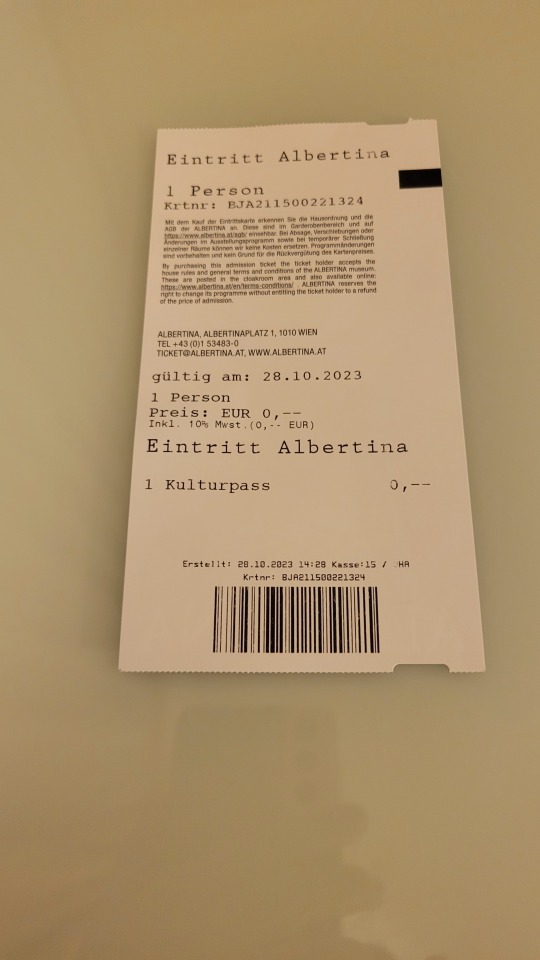 Eintritt Albertina
1 Person
Krtnr: BJA211500221324
Mit dem Kauf der Eintrittskarte erkennen Sie die Hausordnung und die
AGB der ALBERTINA an. Diese sind im Garderobenbereich und auf
https://www.albertina.at/agb/ einsehbar. Bei Absage, Verschiebungen oder
Änderungen im Ausstellungsprogramm sowie bei temporärer Schließung
einzelner Räume können wir keine Kosten ersetzen. Programmänderungen
sind vorbehalten und kein Grund für die Rückvergütung des Kartenpreises.
By purchasing this admission ticket the ticket holder accepts the
house rules and general terms and conditions of the ALBERTINA museum.
These are posted in the cloakroom area and also available online:
https://www.albertina.at/en/terms-conditions/ . ALBERTINA reserves the
right to change its programme without entitling the ticket holder to a refund
of the price of admission.
ALBERTINA, ALBERTINAPLATZ 1, 1010 WIEN
TEL +43 (0)1 53483-0
TICKET@ALBERTINA.AT, WWW.ALBERTINA.AT
gültig am: 28.10.2023
1 Person
Preis: EUR 0,--
Inkl. 10% Mwst.(0,-- EUR)
Eintritt Albertina
1 Kulturpass 0,--
Erstellt: 28.10.2023 14:28 Kasse:15 /
Krtnr: BJA211500221324